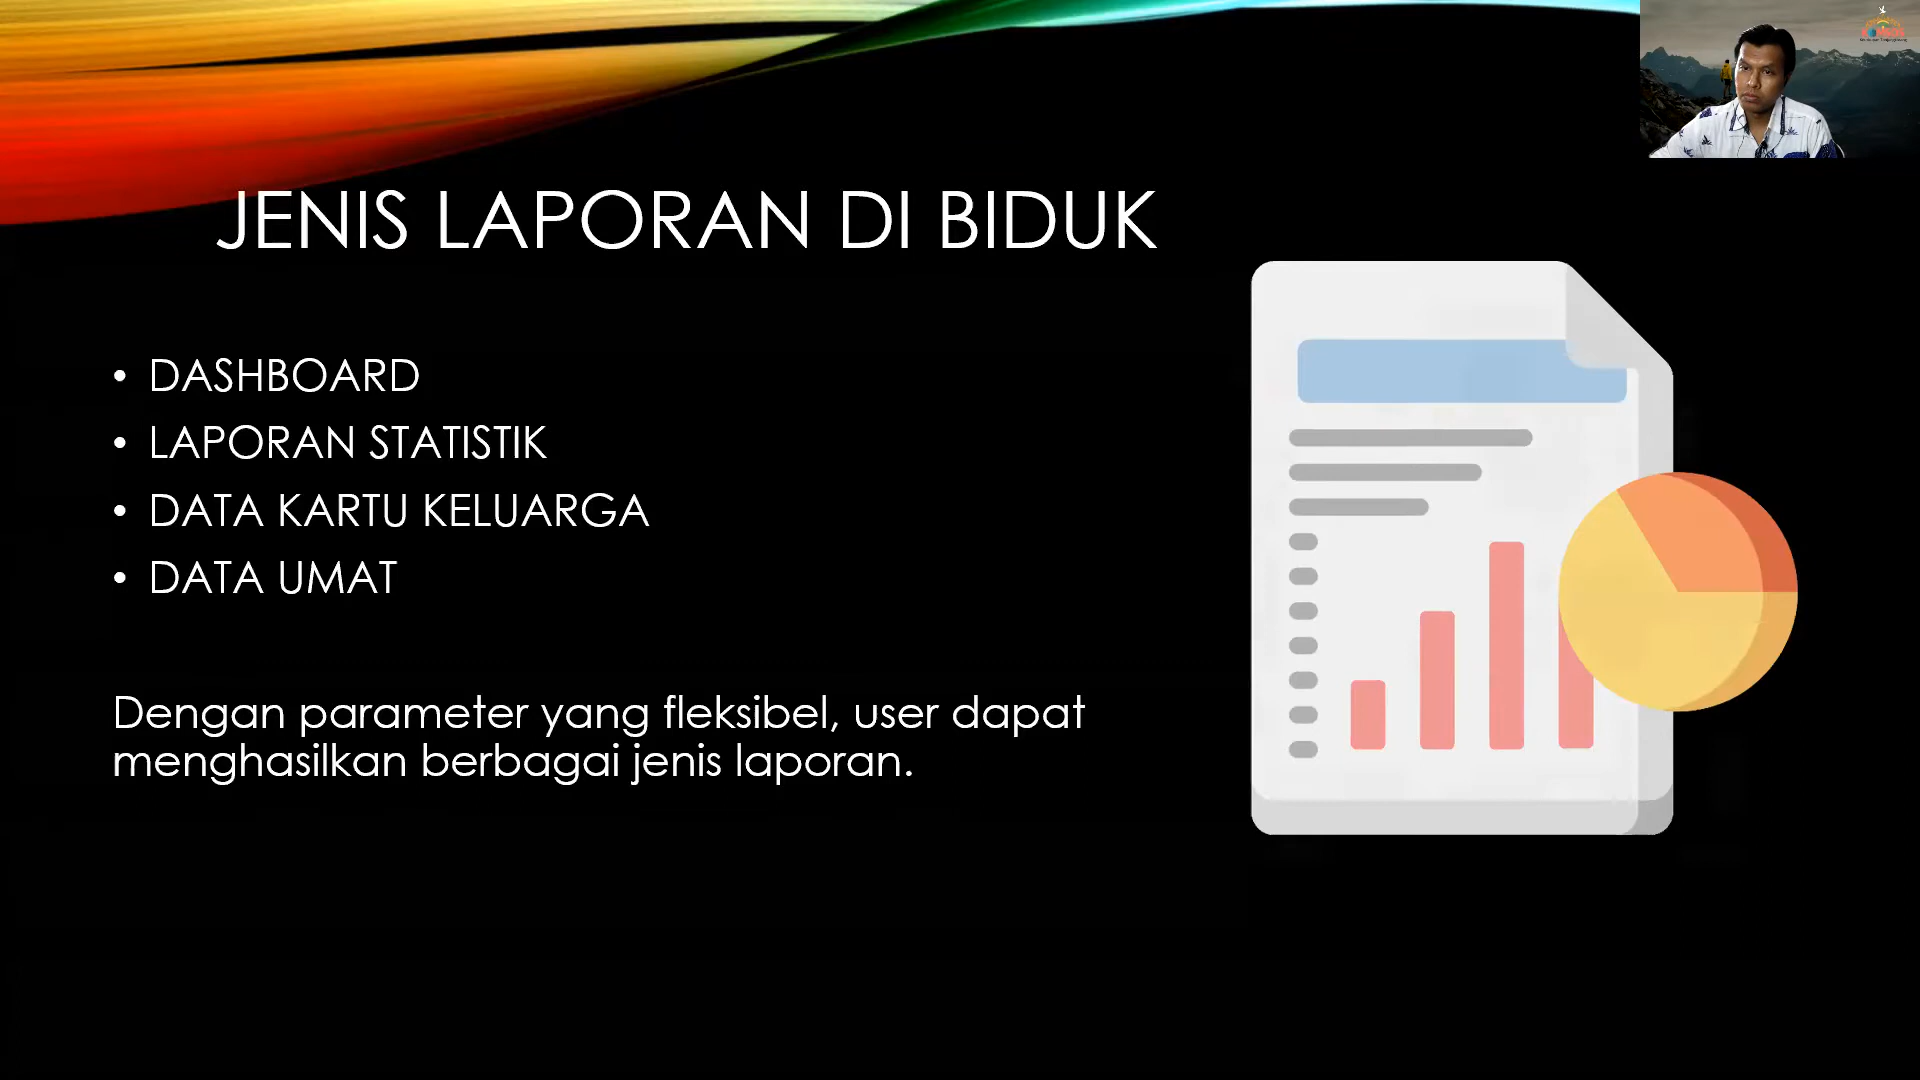 JENIS LAPORAN DI BIDUK
• DASHBOARD
• LAPORAN STATISTIK
• DATA KARTU KELUARGA
• DATA UMAT
Dengan parameter yang fleksibel, user dapat
menghasilkan berbagai jenis laporan.